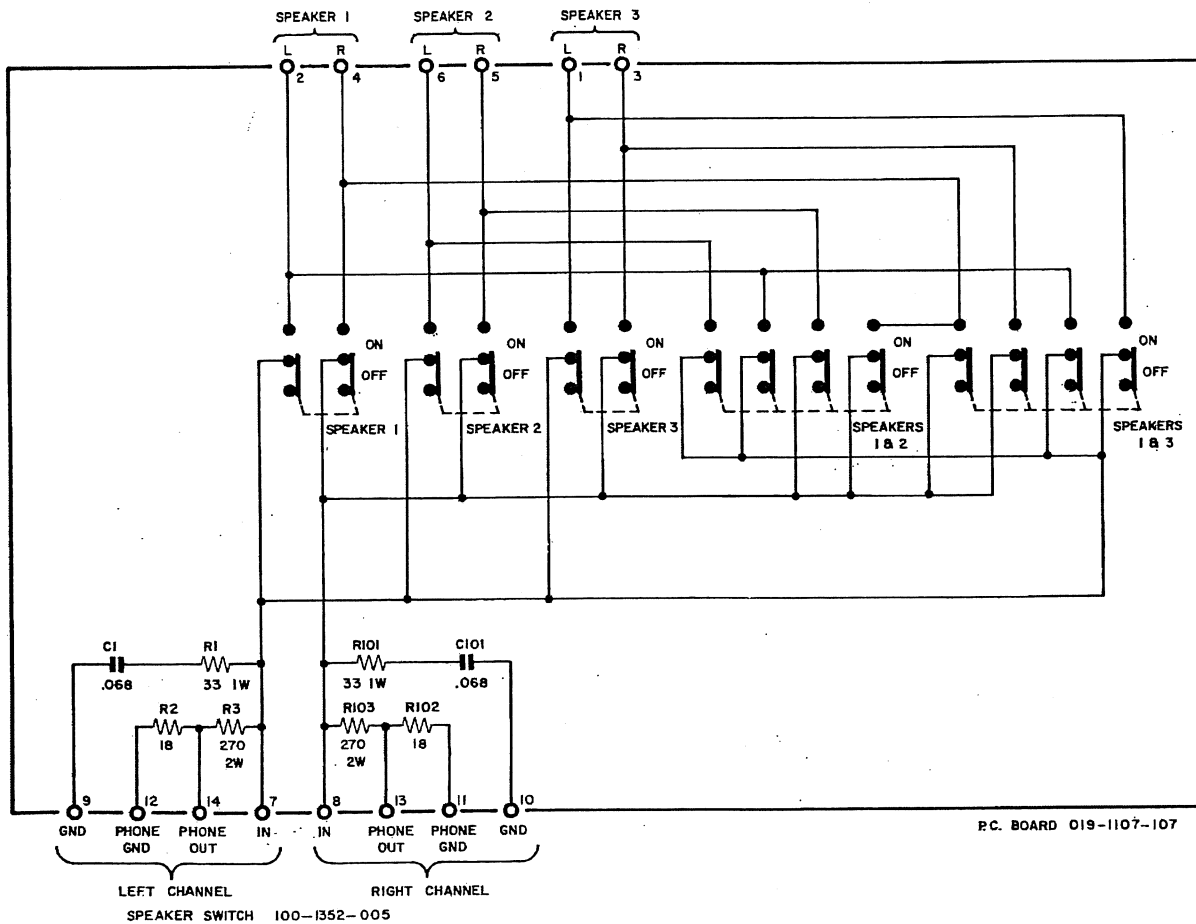 SPEAKER 1 SPEAKER 2 SPEAKER 3
L R L R L R
2 4 6 5 1 3
ON ON ON ON ON
OFF OFF OFF OFF OFF
SPEAKER 1 SPEAKER 2 SPEAKER 3 SPEAKERS 1 & 2 SPEAKERS 1 & 3
C1 R1 R101 C101
.068 33 1W 33 1W .068
R2 R3 R103 R102
18 270 2W 270 2W 18
9 12 14 7 8 13 11 10
GND PHONE GND PHONE OUT IN IN PHONE OUT PHONE GND GND
P.C. BOARD 019-1107-107
LEFT CHANNEL RIGHT CHANNEL
SPEAKER SWITCH 100-1352-005